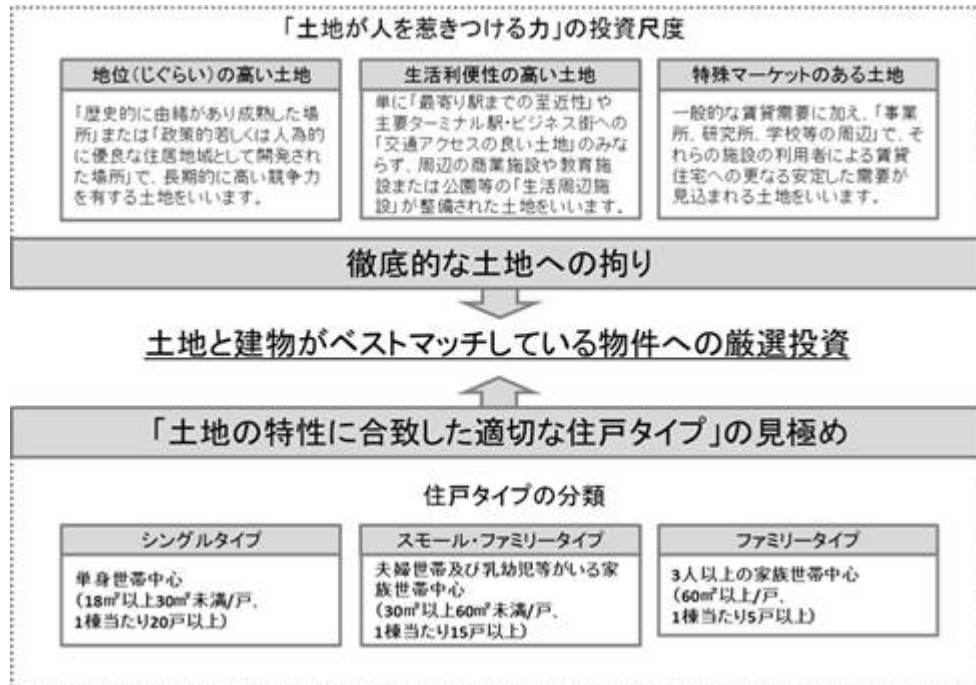 「土地が人を惹きつける力」の投資尺度
地位(じぐらい)の高い土地
「歴史的に由緒があり成熟した場
所」または「政策的若しくは人為的
に優良な住居地域として開発され
た場所」で、長期的に高い競争力
を有する土地をいいます。
生活利便性の高い土地
単に「最寄り駅までの至近性」や
主要ターミナル駅・ビジネス街への
「交通アクセスの良い土地」のみな
らず、周辺の商業施設や教育施
設または公園等の「生活周辺施
設」が整備された土地をいいます。
特殊マーケットのある土地
一般的な賃貸需要に加え、「事業
所、研究所、学校等の周辺」で、そ
れらの施設の利用者による賃貸
住宅への更なる安定した需要が
見込まれる土地をいいます。
徹底的な土地への拘り
土地と建物がベストマッチしている物件への厳選投資
「土地の特性に合致した適切な住戸タイプ」の見極め
住戸タイプの分類
シングルタイプ
単身世帯中心
(18㎡以上30㎡未満/戸、
1棟当たり20戸以上)
スモール・ファミリータイプ
夫婦世帯及び乳幼児等がいる家
族世帯中心
(30㎡以上60㎡未満/戸、
1棟当たり15戸以上)
ファミリータイプ
3人以上の家族世帯中心
(60㎡以上/戸、
1棟当たり5戸以上)